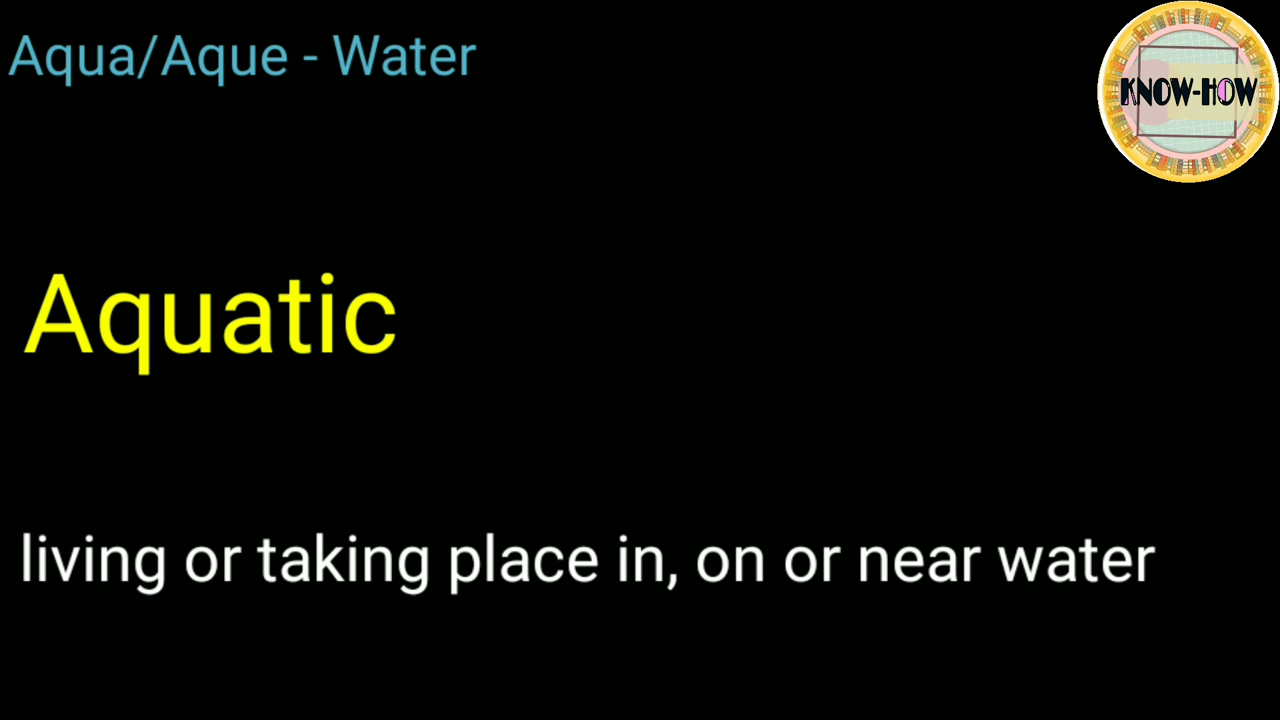 Aqua/Aque - Water
KNOW-HOW
Aquatic
living or taking place in, on or near water